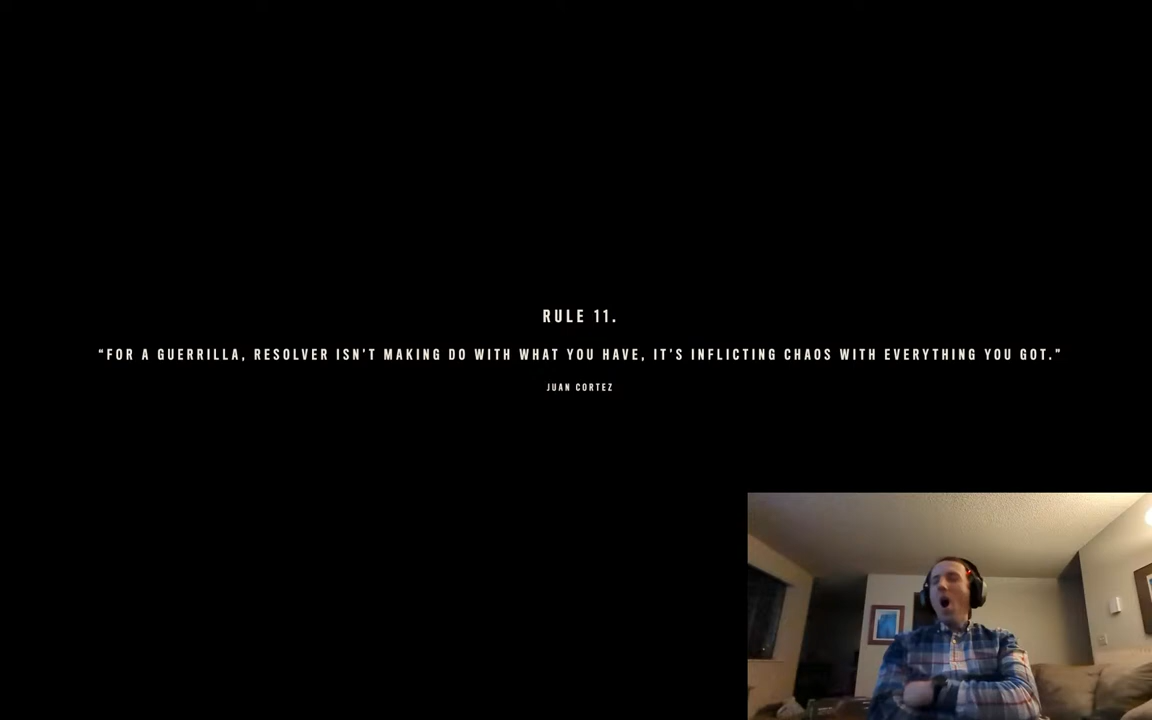 RULE 11.
“FOR A GUERRILLA, RESOLVER ISN'T MAKING DO WITH WHAT YOU HAVE, IT'S INFLICTING CHAOS WITH EVERYTHING YOU GOT.”
JUAN CORTEZ